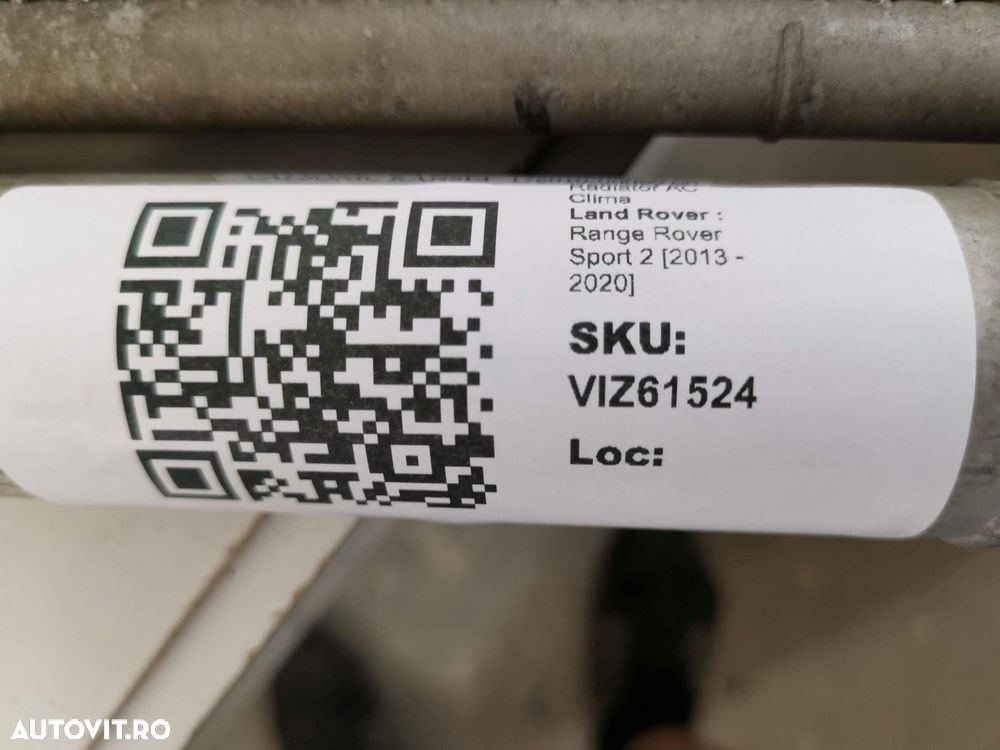 Radiator AC
Clima
Land Rover :
Range Rover
Sport 2 [2013 -
2020]
SKU:
VIZ61524
Loc:
AUTOVIT.RO